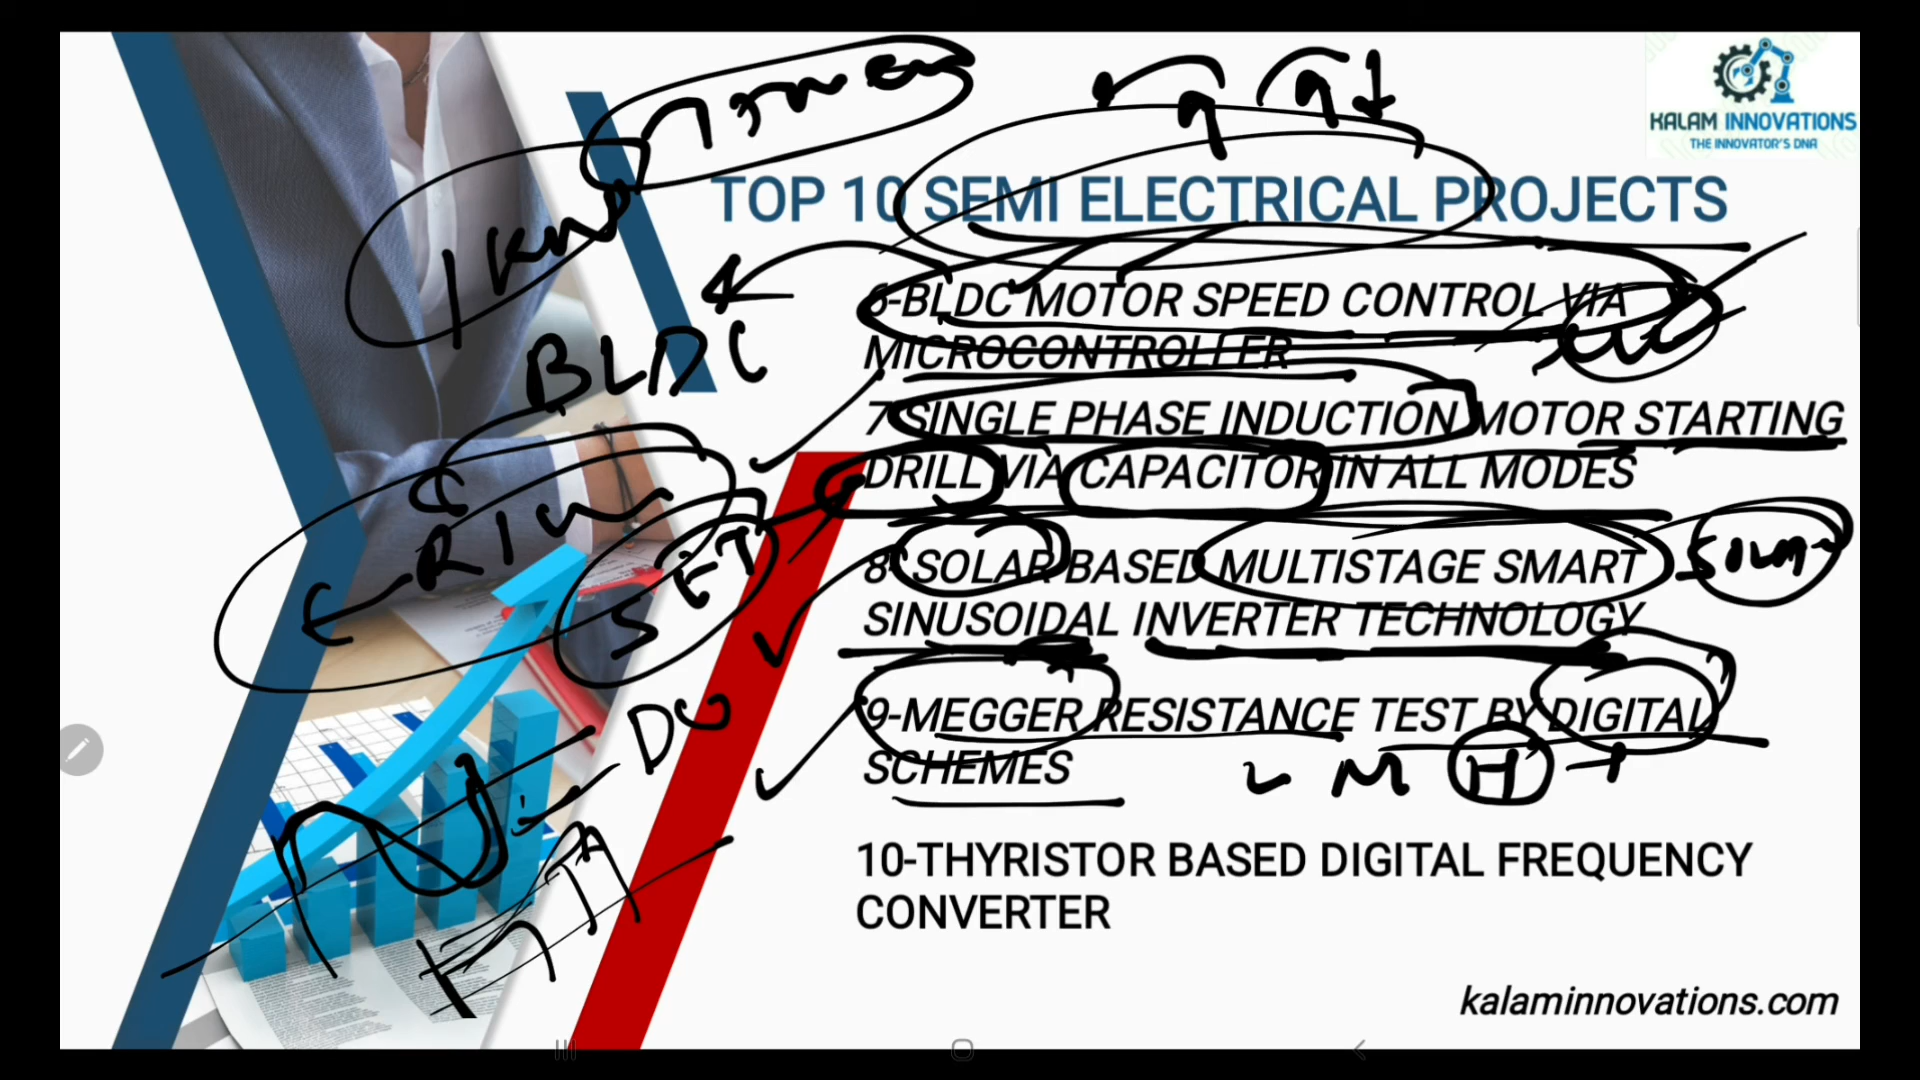 KALAM INNOVATIONS
THE INNOVATOR'S DNA
TOP 10 SEMI ELECTRICAL PROJECTS
6-BLDC MOTOR SPEED CONTROL VIA
MICROCONTROLLER
BLDC
7 SINGLE PHASE INDUCTION MOTOR STARTING
DRILL VIA CAPACITOR IN ALL MODES
8- SOLAR BASED MULTISTAGE SMART
SINUSOIDAL INVERTER TECHNOLOGY
9-MEGGER RESISTANCE TEST BY DIGITAL
SCHEMES
10-THYRISTOR BASED DIGITAL FREQUENCY
CONVERTER
kalaminnovations.com